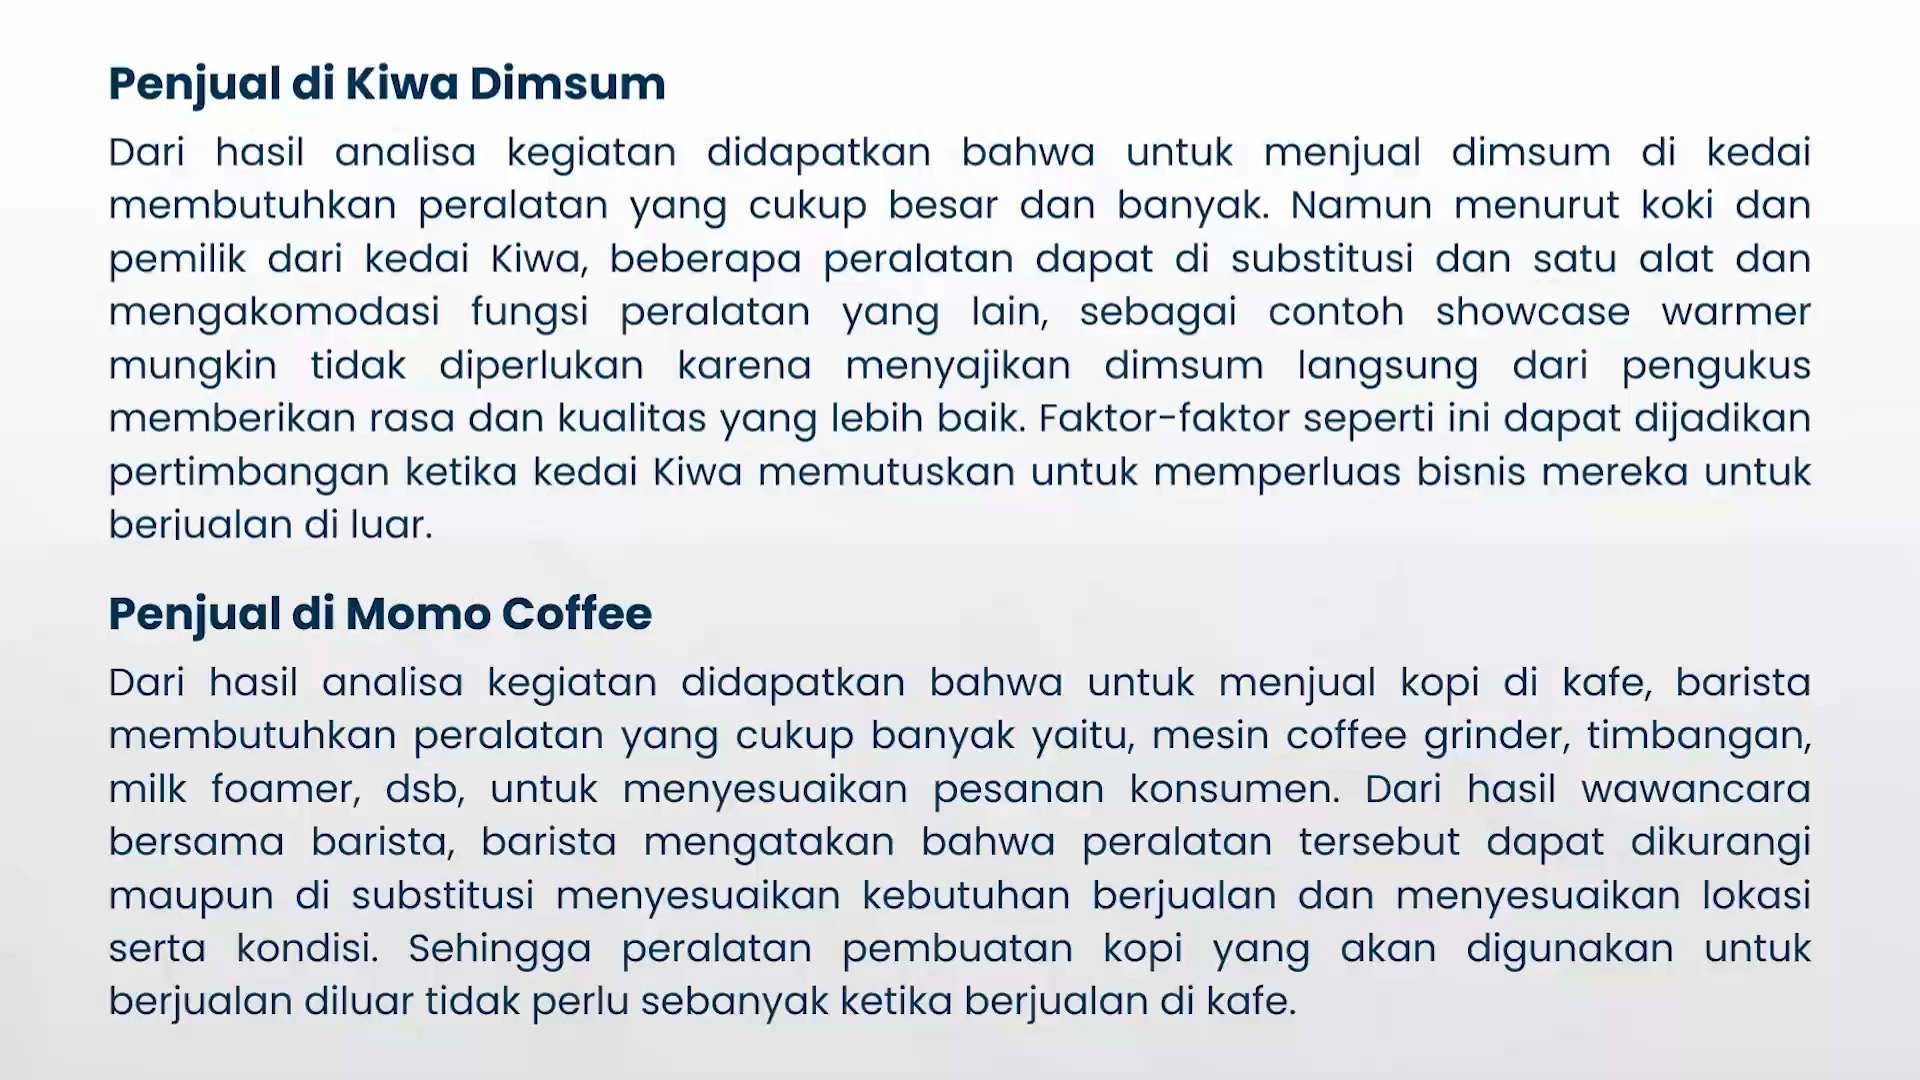 Penjual di Kiwa Dimsum
Dari hasil analisa kegiatan didapatkan bahwa untuk menjual dimsum di kedai
membutuhkan peralatan yang cukup besar dan banyak. Namun menurut koki dan
pemilik dari kedai Kiwa, beberapa peralatan dapat di substitusi dan satu alat dan
mengakomodasi fungsi peralatan yang lain, sebagai contoh showcase warmer
mungkin tidak diperlukan karena menyajikan dimsum langsung dari pengukus
memberikan rasa dan kualitas yang lebih baik. Faktor-faktor seperti ini dapat dijadikan
pertimbangan ketika kedai Kiwa memutuskan untuk memperluas bisnis mereka untuk
berjualan di luar.
Penjual di Momo Coffee
Dari hasil analisa kegiatan didapatkan bahwa untuk menjual kopi di kafe, barista
membutuhkan peralatan yang cukup banyak yaitu, mesin coffee grinder, timbangan,
milk foamer, dsb, untuk menyesuaikan pesanan konsumen. Dari hasil wawancara
bersama barista, barista mengatakan bahwa peralatan tersebut dapat dikurangi
maupun di substitusi menyesuaikan kebutuhan berjualan dan menyesuaikan lokasi
serta kondisi. Sehingga peralatan pembuatan kopi yang akan digunakan untuk
berjualan diluar tidak perlu sebanyak ketika berjualan di kafe.